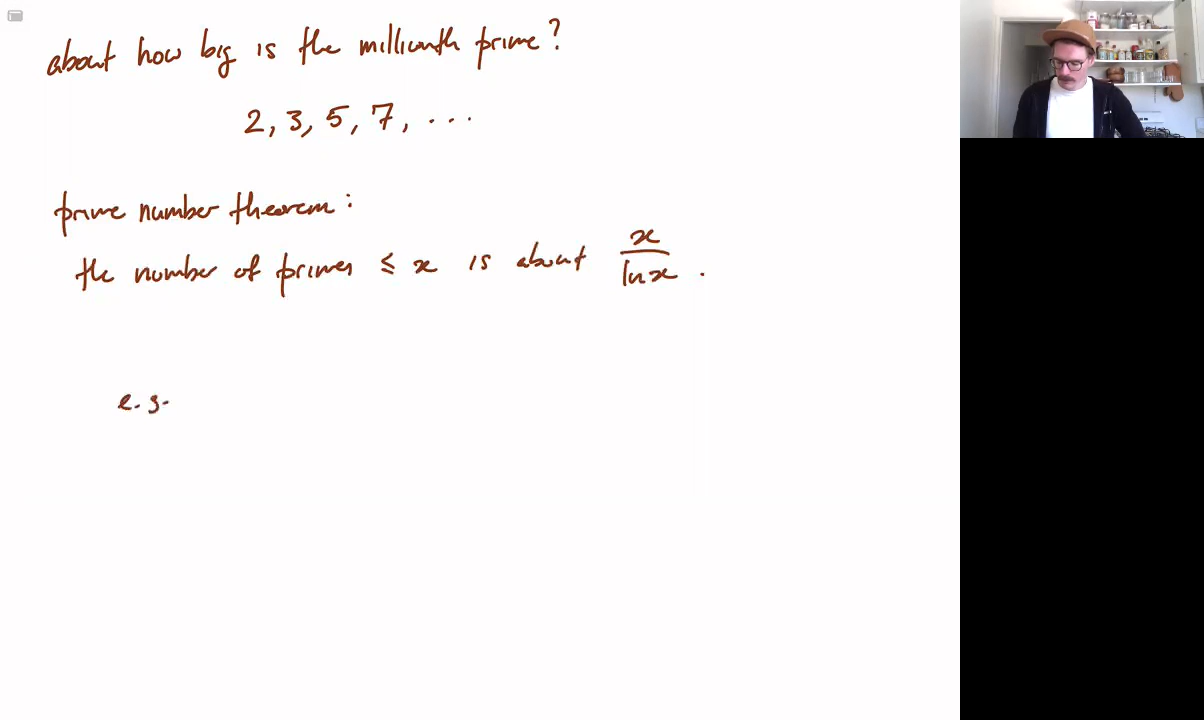 about how big is the millionth prime?
2, 3, 5, 7, ...
prime number theorem:
the number of primes ≤ x is about x/ln x .
e.g.